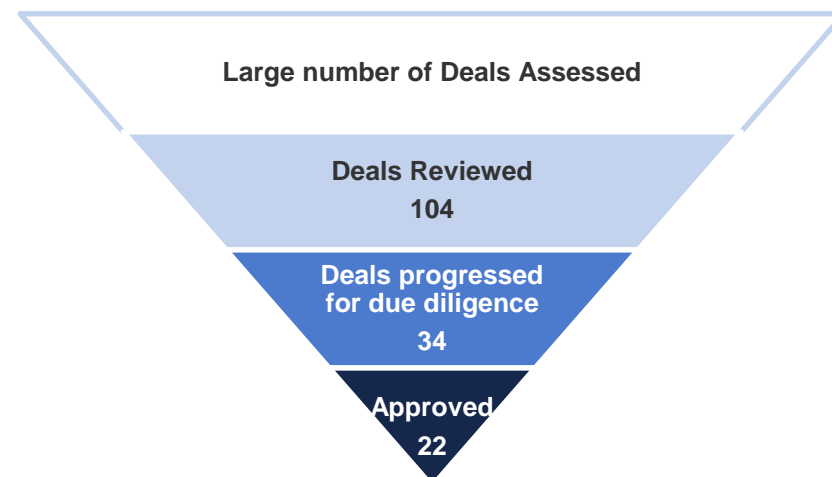 Large number of Deals Assessed
Deals Reviewed
104
Deals progressed
for due diligence
34
Approved
22